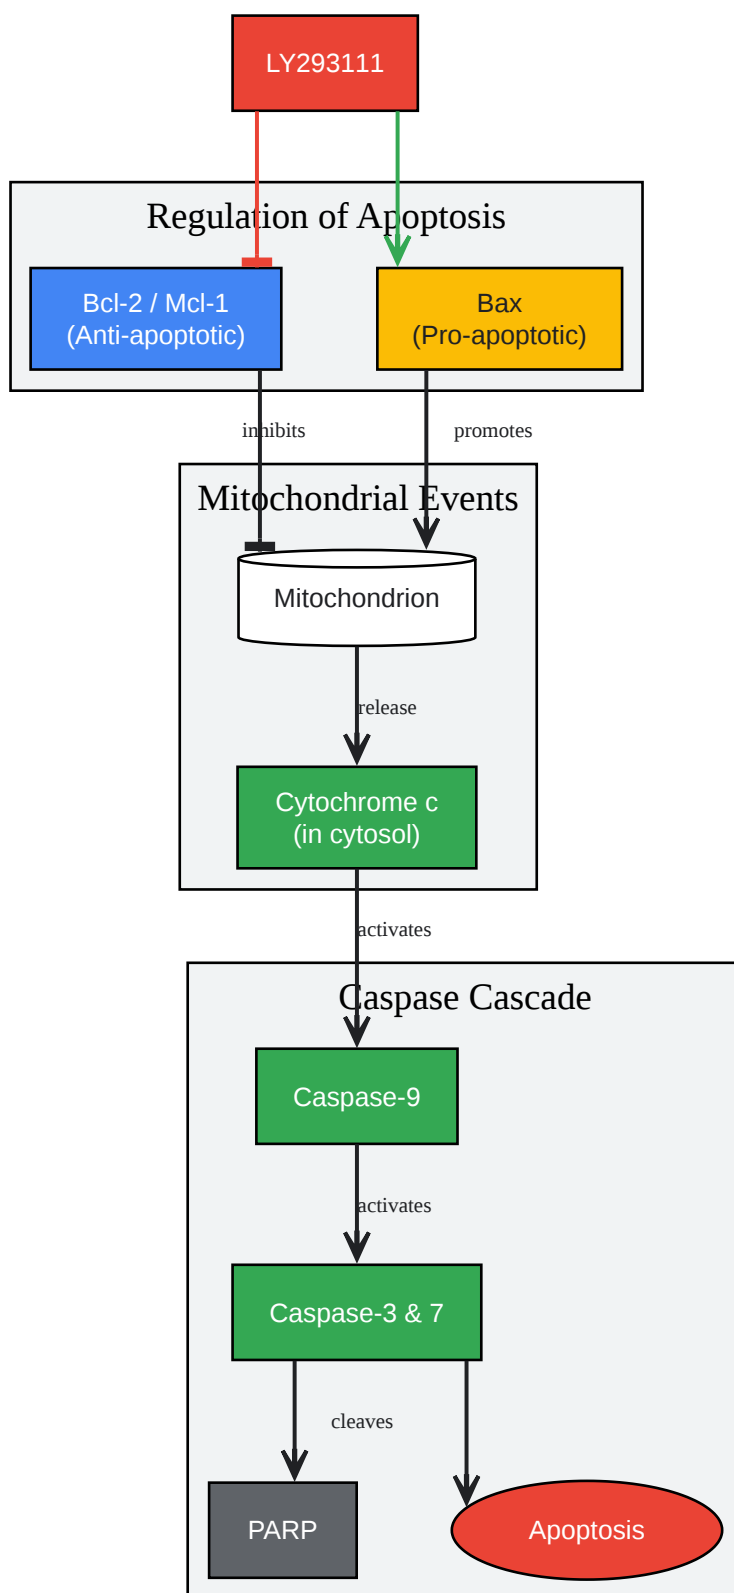 LY293111
Regulation of Apoptosis
Bcl-2 / Mcl-1
(Anti-apoptotic)
Bax
(Pro-apoptotic)
inhibits
promotes
Mitochondrial Events
Mitochondrion
release
Cytochrome c
(in cytosol)
activates
Caspase Cascade
Caspase-9
activates
Caspase-3 & 7
cleaves
PARP
Apoptosis